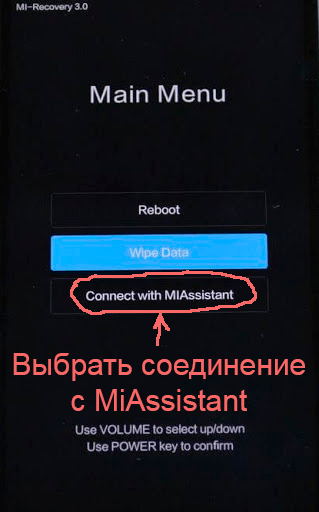 MI-Recovery 3.0
Main Menu
Reboot
Wipe Data
Connect with MIAssistant
Выбрать соединение
с MiAssistant
Use VOLUME to select up/down
Use POWER key to confirm